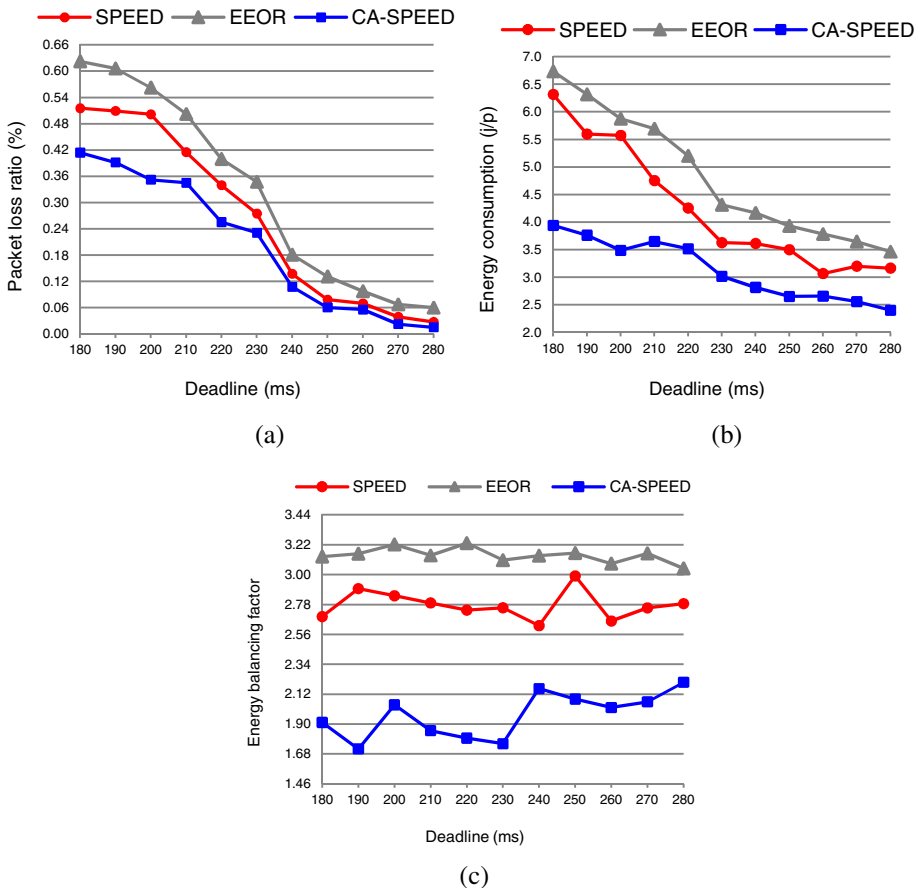 SPEED EEOR CA-SPEED
Packet loss ratio (%)
0.66
0.60
0.54
0.48
0.42
0.36
0.30
0.24
0.18
0.12
0.06
0.00
180 190 200 210 220 230 240 250 260 270 280
Deadline (ms)
(a)
SPEED EEOR CA-SPEED
Energy consumption (j/p)
7.0
6.5
6.0
5.5
5.0
4.5
4.0
3.5
3.0
2.5
2.0
180 190 200 210 220 230 240 250 260 270 280
Deadline (ms)
(b)
SPEED EEOR CA-SPEED
Energy balancing factor
3.44
3.22
3.00
2.78
2.56
2.34
2.12
1.90
1.68
1.46
180 190 200 210 220 230 240 250 260 270 280
Deadline (ms)
(c)